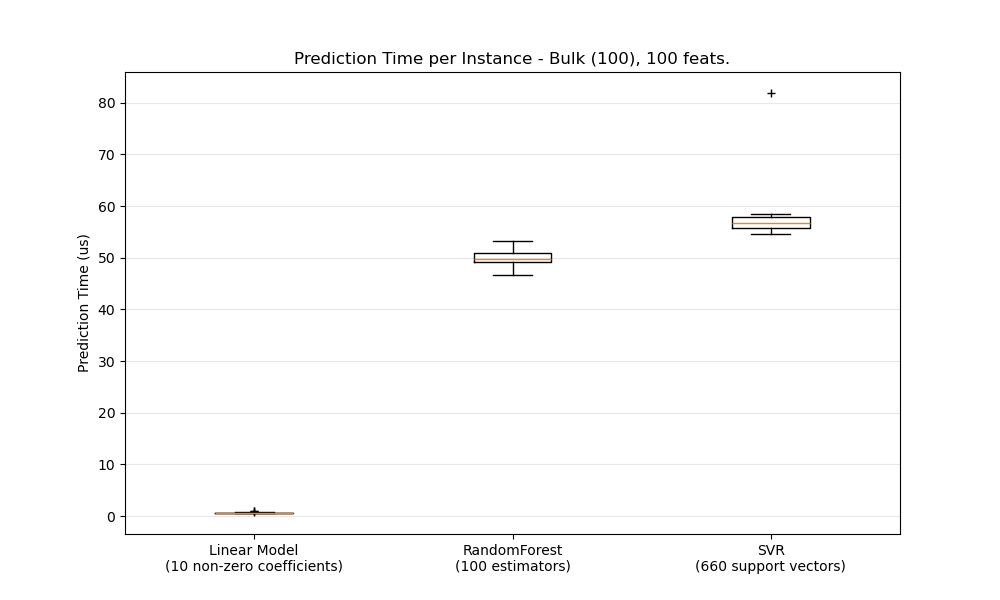 Prediction Time per Instance - Bulk (100), 100 feats.
Prediction Time (us)
80
70
60
50
40
30
20
10
0
Linear Model
(10 non-zero coefficients)
RandomForest
(100 estimators)
SVR
(660 support vectors)